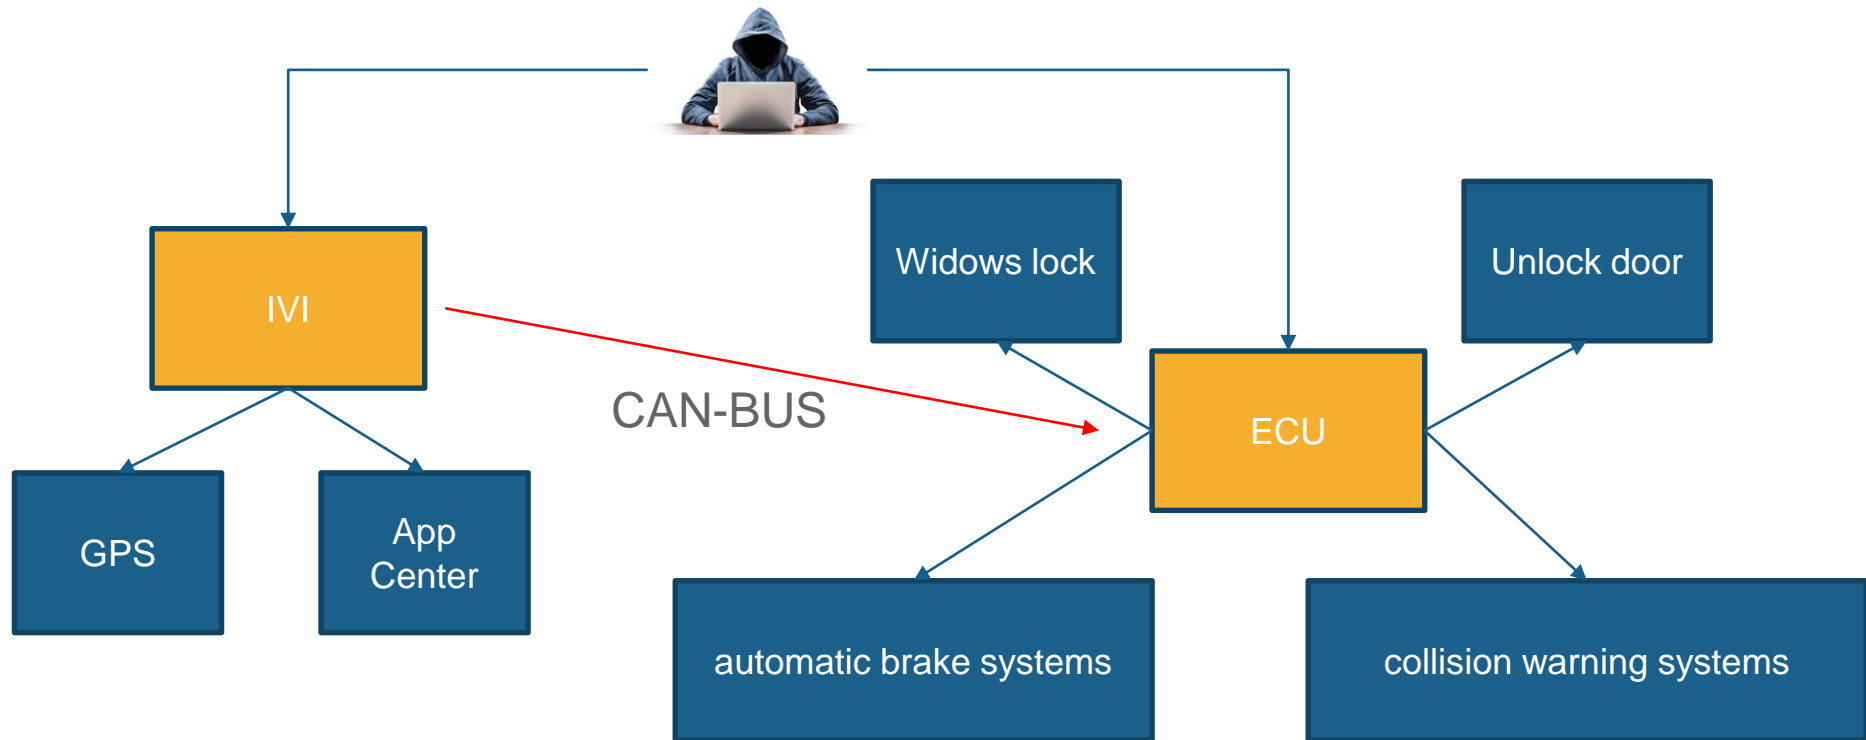 Widows lock
Unlock door
IVI
CAN-BUS
ECU
GPS
App
Center
automatic brake systems
collision warning systems